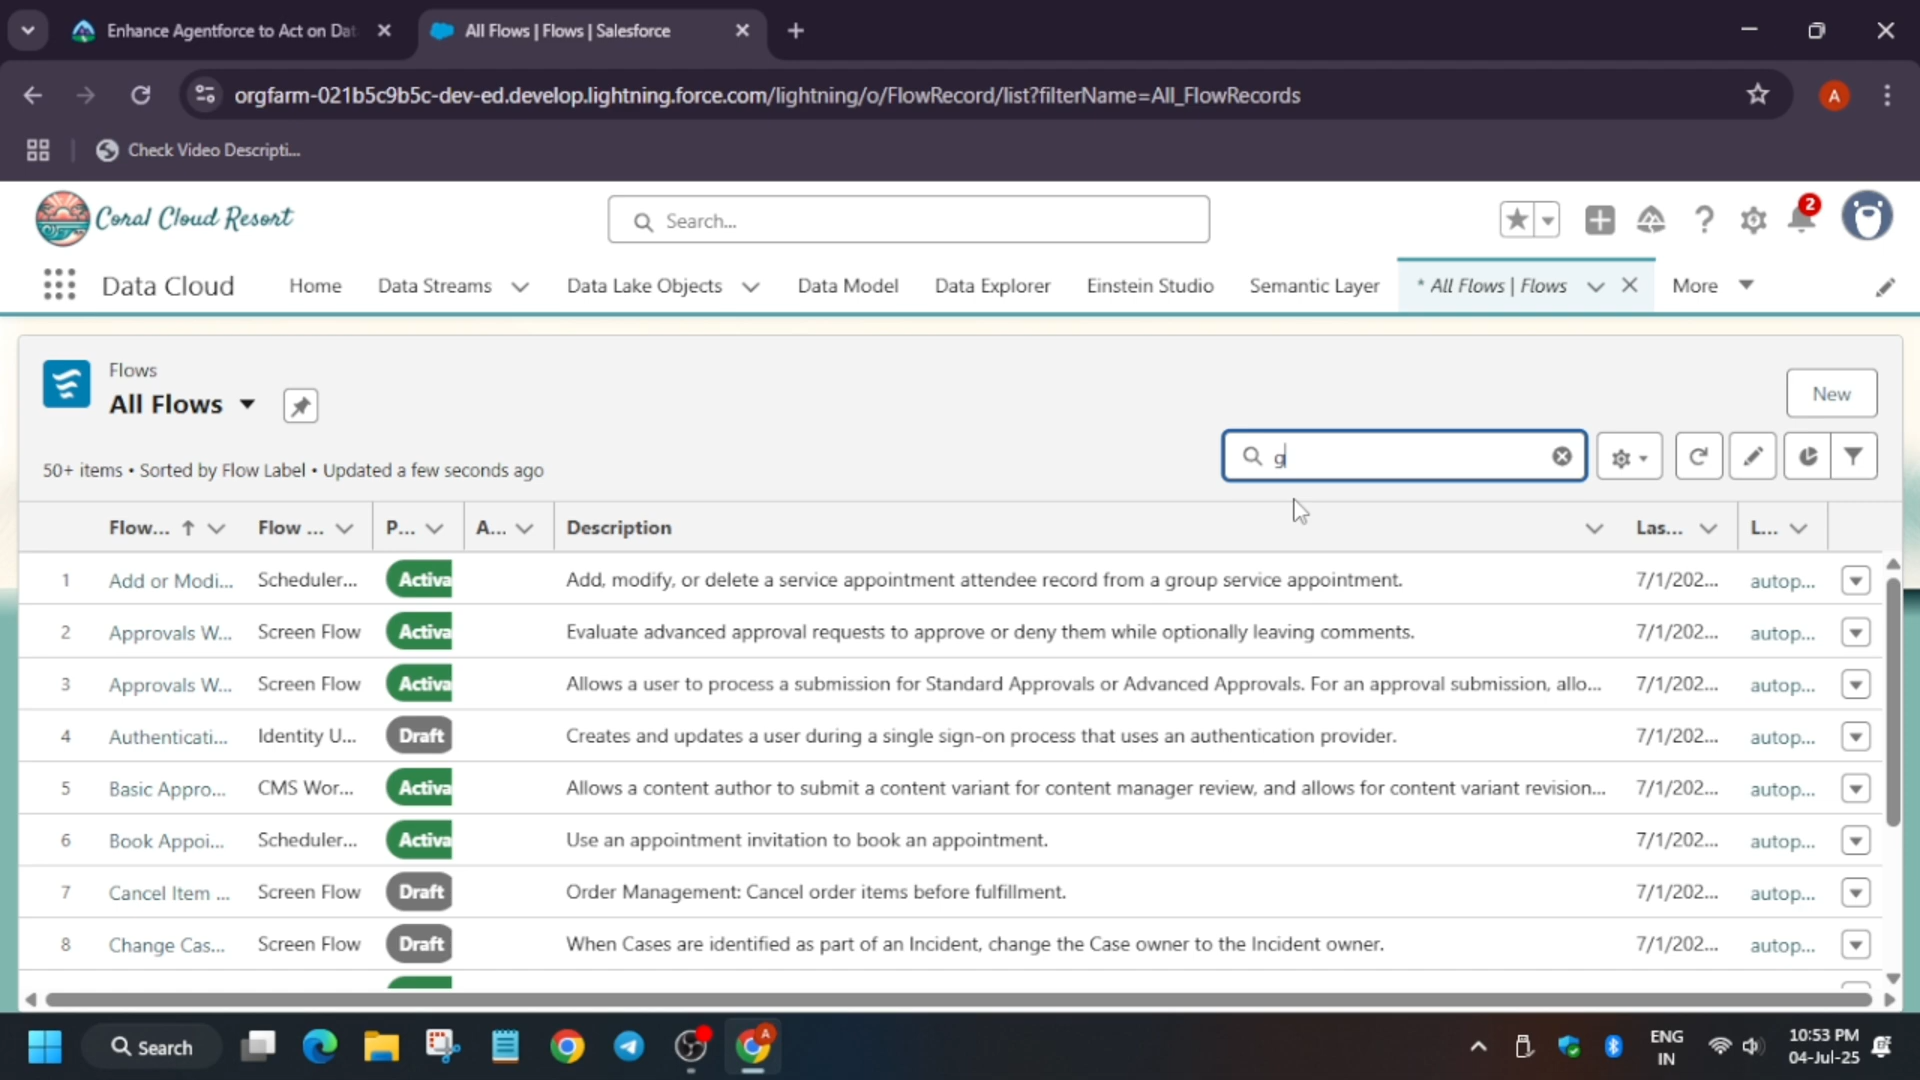 Enhance Agentforce to Act on Dat
All Flows | Flows | Salesforce
orgfarm-021b5c9b5c-dev-ed.develop.lightning.force.com/lightning/o/FlowRecord/list?filterName=All_FlowRecords
A
Check Video Descripti...
Coral Cloud Resort
Search...
2
Data Cloud
Home
Data Streams
Data Lake Objects
Data Model
Data Explorer
Einstein Studio
Semantic Layer
* All Flows | Flows
More
Flows
All Flows
New
50+ items • Sorted by Flow Label • Updated a few seconds ago
g
Flow... Flow ... P... A... Description Las... L...
1 Add or Modi... Scheduler... Activa Add, modify, or delete a service appointment attendee record from a group service appointment. 7/1/202... autop...
2 Approvals W... Screen Flow Activa Evaluate advanced approval requests to approve or deny them while optionally leaving comments. 7/1/202... autop...
3 Approvals W... Screen Flow Activa Allows a user to process a submission for Standard Approvals or Advanced Approvals. For an approval submission, allo... 7/1/202... autop...
4 Authenticati... Identity U... Draft Creates and updates a user during a single sign-on process that uses an authentication provider. 7/1/202... autop...
5 Basic Appro... CMS Wor... Activa Allows a content author to submit a content variant for content manager review, and allows for content variant revision... 7/1/202... autop...
6 Book Appoi... Scheduler... Activa Use an appointment invitation to book an appointment. 7/1/202... autop...
7 Cancel Item ... Screen Flow Draft Order Management: Cancel order items before fulfillment. 7/1/202... autop...
8 Change Cas... Screen Flow Draft When Cases are identified as part of an Incident, change the Case owner to the Incident owner. 7/1/202... autop...
Search
A
ENG
IN
10:53 PM
04-Jul-25